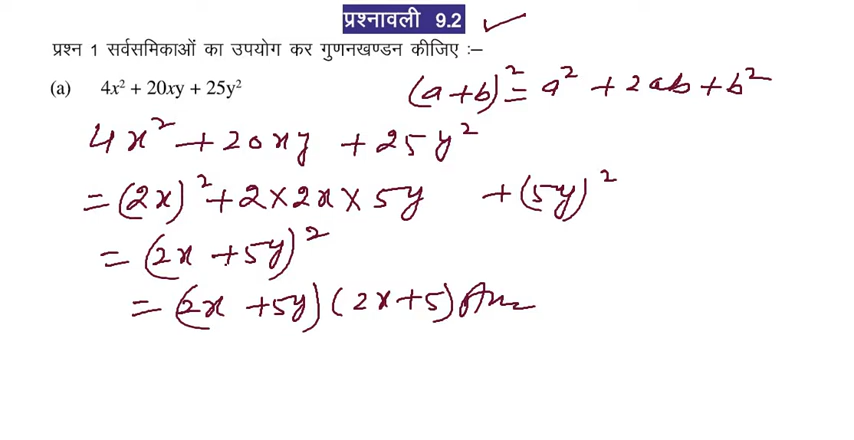 प्रश्नावली 9.2
प्रश्न 1 सर्वसमिकाओं का उपयोग कर गुणनखण्डन कीजिए :–
(a) 4x² + 20xy + 25y²
(a+b)² = a² + 2ab + b²
4x² + 20xy + 25y²
= (2x)² + 2 × 2x × 5y + (5y)²
= (2x + 5y)²
= (2x + 5y) (2x + 5) Ans